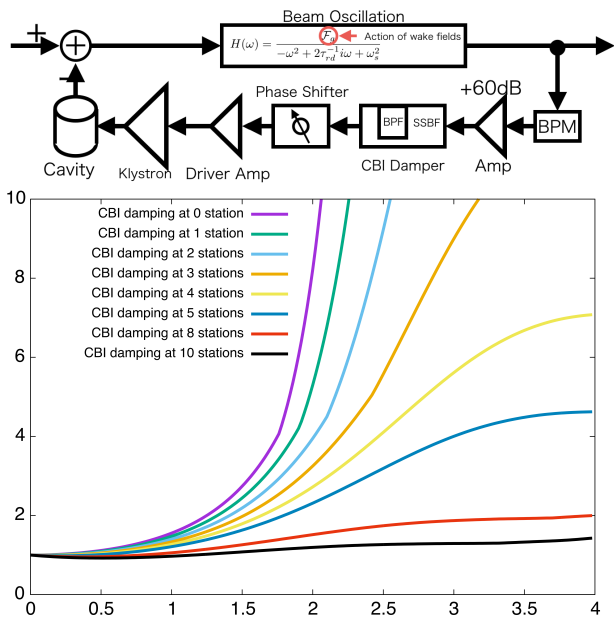 Beam Oscillation
+
+
H(ω) = 𝓕ₐ / −ω² + 2τᵣd⁻¹iω + ωₛ²
Action of wake fields
−
Phase Shifter
+60dB
BPF
SSBF
BPM
Cavity
Klystron
Driver Amp
CBI Damper
Amp
10
8
6
4
2
0
CBI damping at 0 station
CBI damping at 1 station
CBI damping at 2 stations
CBI damping at 3 stations
CBI damping at 4 stations
CBI damping at 5 stations
CBI damping at 8 stations
CBI damping at 10 stations
0 0.5 1 1.5 2 2.5 3 3.5 4